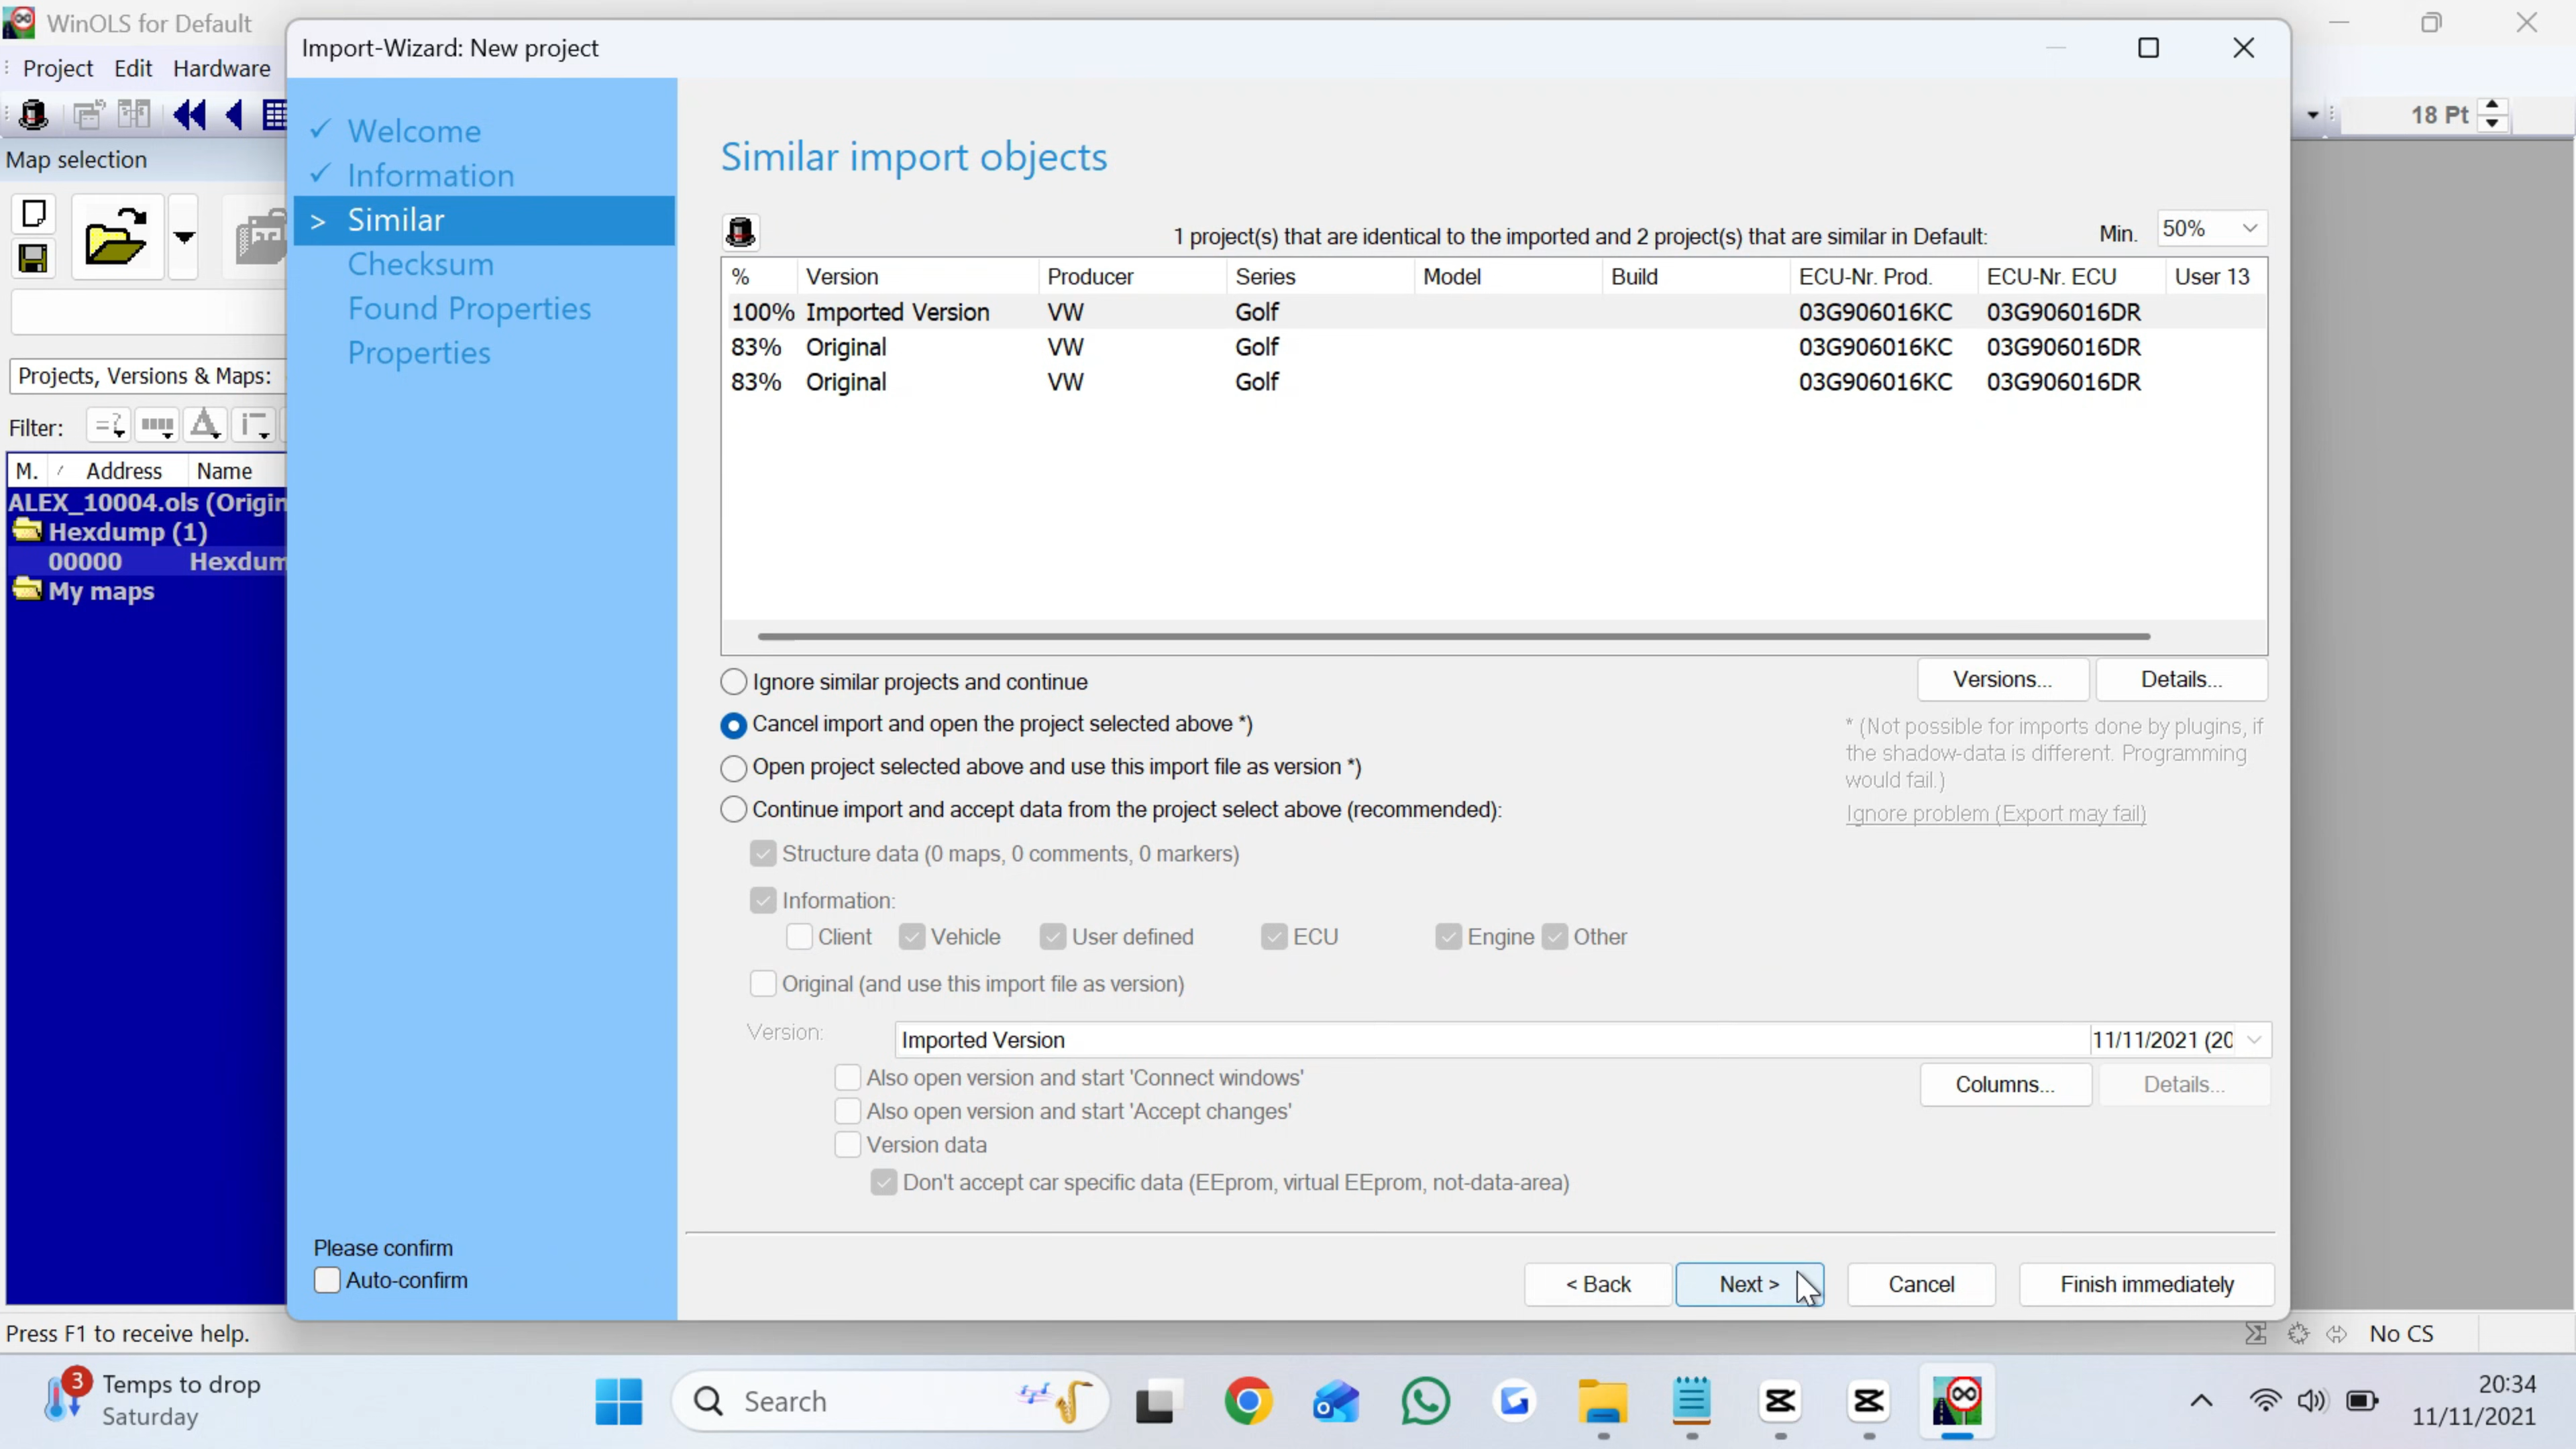 WinOLS for Default
Project Edit Hardware
18 Pt
Map selection
Projects, Versions & Maps:
Filter:
M. Address Name
ALEX_10004.ols (Origin
Hexdump (1)
00000 Hexdum
My maps
Import-Wizard: New project
✓ Welcome
✓ Information
> Similar
Checksum
Found Properties
Properties
Please confirm
Auto-confirm
Similar import objects
1 project(s) that are identical to the imported and 2 project(s) that are similar in Default: Min. 50%
% Version Producer Series Model Build ECU-Nr. Prod. ECU-Nr. ECU User 13
100% Imported Version VW Golf 03G906016KC 03G906016DR
83% Original VW Golf 03G906016KC 03G906016DR
83% Original VW Golf 03G906016KC 03G906016DR
Versions... Details...
Ignore similar projects and continue
Cancel import and open the project selected above *)
Open project selected above and use this import file as version *)
Continue import and accept data from the project select above (recommended):
* (Not possible for imports done by plugins, if
the shadow-data is different. Programming
would fail.)
Ignore problem (Export may fail)
Structure data (0 maps, 0 comments, 0 markers)
Information:
Client Vehicle User defined ECU Engine Other
Original (and use this import file as version)
Version: Imported Version 11/11/2021 (20
Also open version and start 'Connect windows'
Columns... Details...
Also open version and start 'Accept changes'
Version data
Don't accept car specific data (EEprom, virtual EEprom, not-data-area)
< Back Next > Cancel Finish immediately
Press F1 to receive help.
No CS
3
Temps to drop
Saturday
Search
20:34
11/11/2021